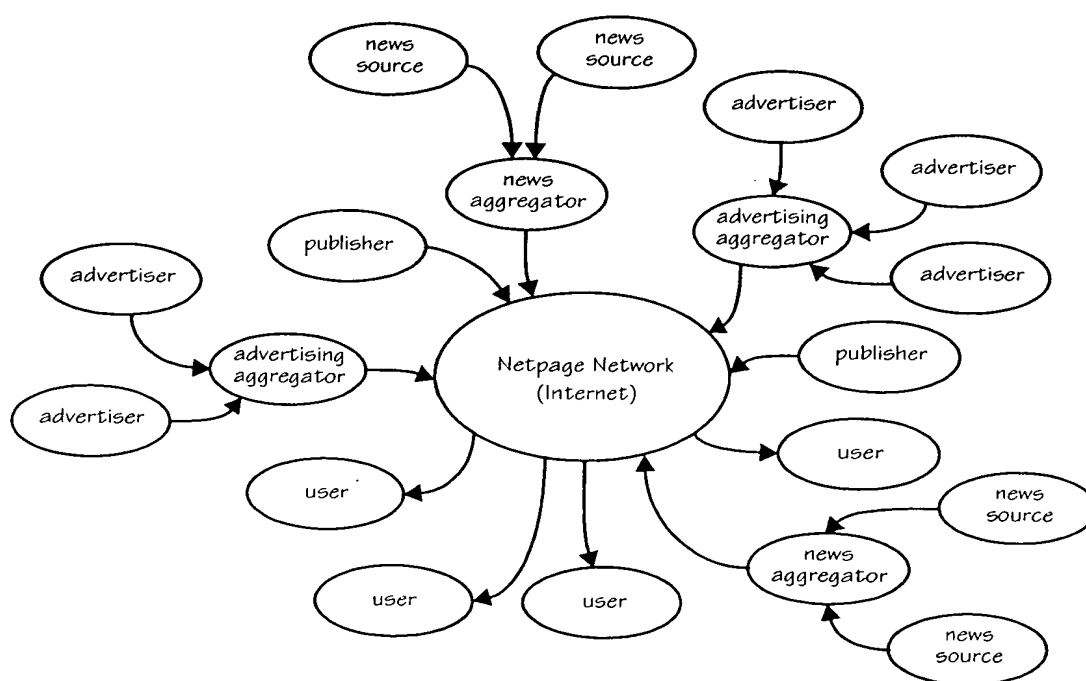 news
source
news
source
advertiser
advertiser
news
aggregator
advertising
aggregator
publisher
advertiser
advertiser
advertising
aggregator
Netpage Network
(Internet)
publisher
advertiser
user
user
news
source
news
aggregator
user
user
news
source